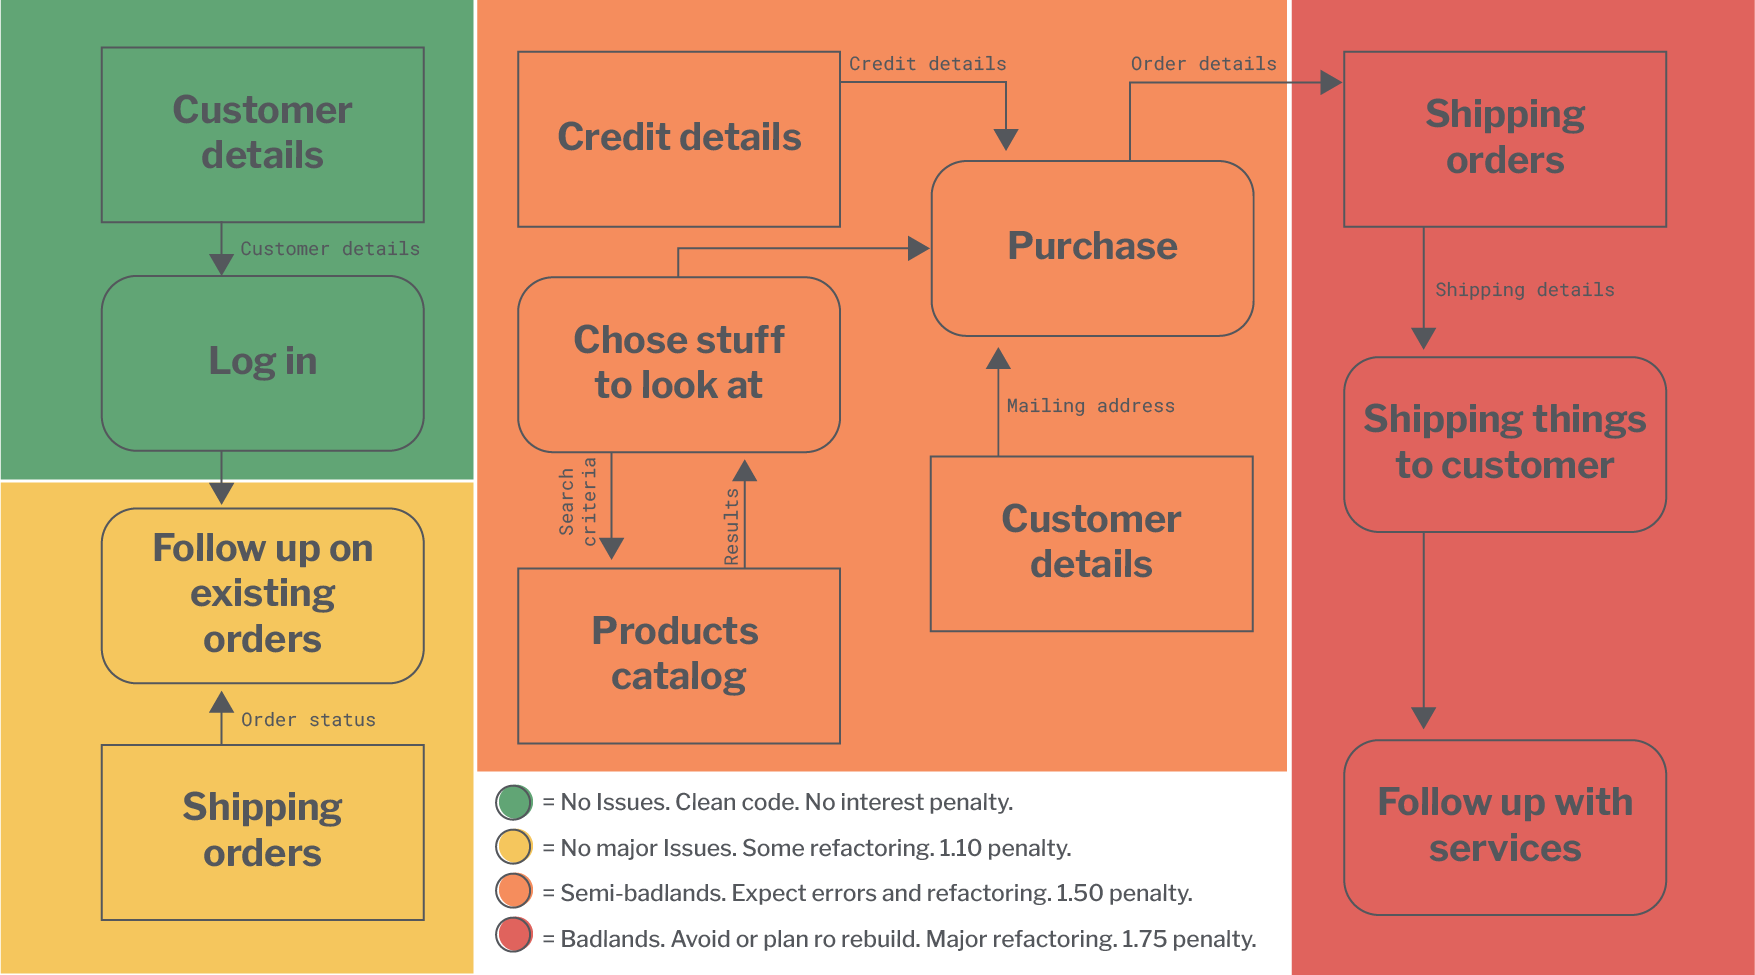 Customer
details
Customer details
Log in
Follow up on
existing
orders
Order status
Shipping
orders
Credit details
Credit details
Order details
Purchase
Chose stuff
to look at
Search
criteria
Results
Mailing address
Products
catalog
Customer
details
Shipping
orders
Shipping details
Shipping things
to customer
Follow up with
services
= No Issues. Clean code. No interest penalty.
= No major Issues. Some refactoring. 1.10 penalty.
= Semi-badlands. Expect errors and refactoring. 1.50 penalty.
= Badlands. Avoid or plan ro rebuild. Major refactoring. 1.75 penalty.